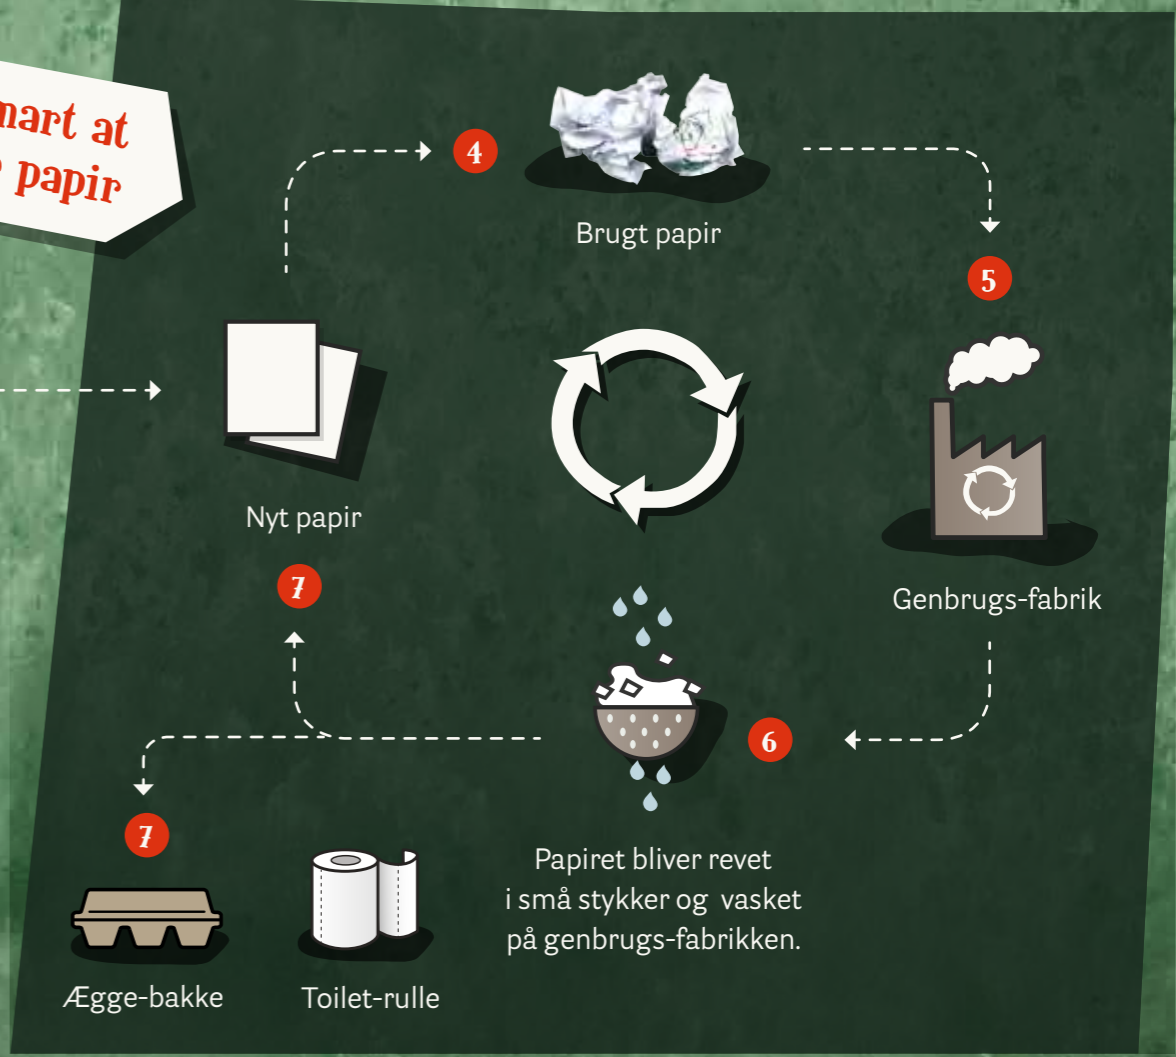 at
papir
4
Brugt papir
5
Nyt papir
7
Genbrugs-fabrik
6
7
Papiret bliver revet
i små stykker og vasket
på genbrugs-fabrikken.
Ægge-bakke
Toilet-rulle